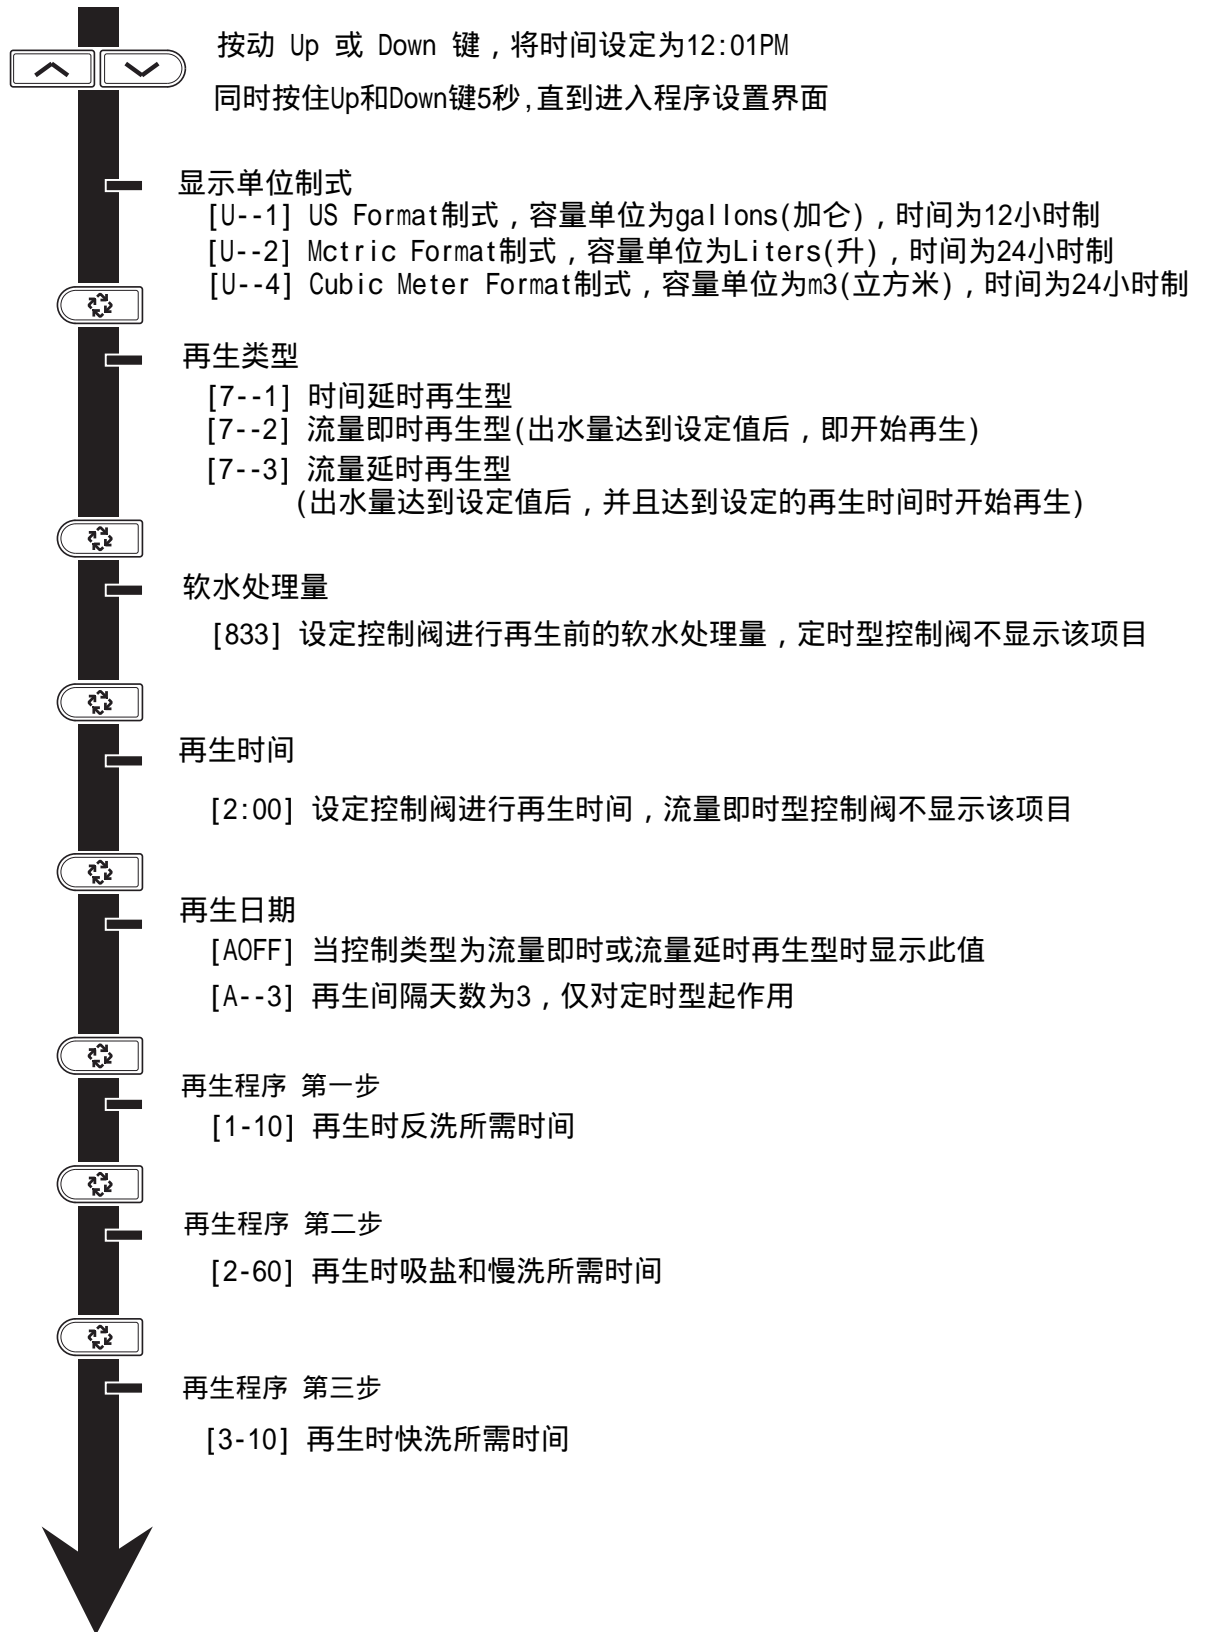 按动 Up 或 Down 键，将时间设定为12:01PM
同时按住Up和Down键5秒,直到进入程序设置界面
显示单位制式
[U--1] US Format制式，容量单位为gallons(加仑)，时间为12小时制
[U--2] Mctric Format制式，容量单位为Liters(升)，时间为24小时制
[U--4] Cubic Meter Format制式，容量单位为m3(立方米)，时间为24小时制
再生类型
[7--1] 时间延时再生型
[7--2] 流量即时再生型(出水量达到设定值后，即开始再生)
[7--3] 流量延时再生型
(出水量达到设定值后，并且达到设定的再生时间时开始再生)
软水处理量
[833] 设定控制阀进行再生前的软水处理量，定时型控制阀不显示该项目
再生时间
[2:00] 设定控制阀进行再生时间，流量即时型控制阀不显示该项目
再生日期
[AOFF] 当控制类型为流量即时或流量延时再生型时显示此值
[A--3] 再生间隔天数为3，仅对定时型起作用
再生程序 第一步
[1-10] 再生时反洗所需时间
再生程序 第二步
[2-60] 再生时吸盐和慢洗所需时间
再生程序 第三步
[3-10] 再生时快洗所需时间